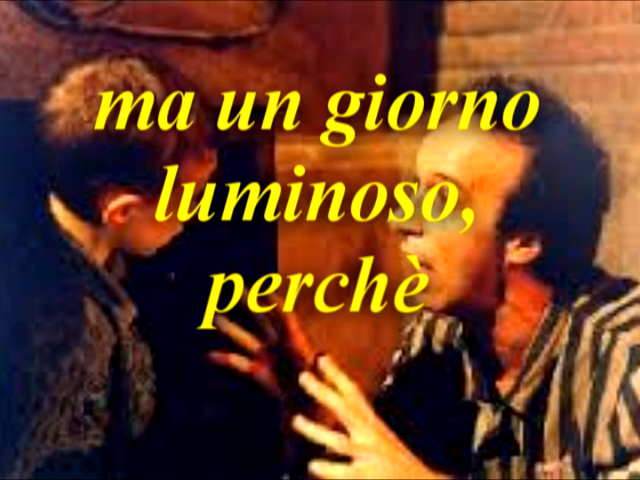 ma un giorno
luminoso,
perchè